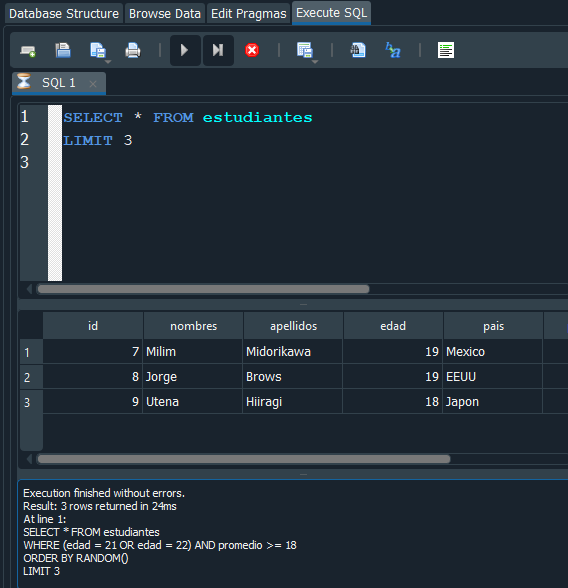 Database Structure Browse Data Edit Pragmas Execute SQL
SQL 1
1 SELECT * FROM estudiantes
2 LIMIT 3
3
id nombres apellidos edad pais
1 7 Milim Midorikawa 19 Mexico
2 8 Jorge Brows 19 EEUU
3 9 Utena Hiiragi 18 Japon
Execution finished without errors.
Result: 3 rows returned in 24ms
At line 1:
SELECT * FROM estudiantes
WHERE (edad = 21 OR edad = 22) AND promedio >= 18
ORDER BY RANDOM()
LIMIT 3